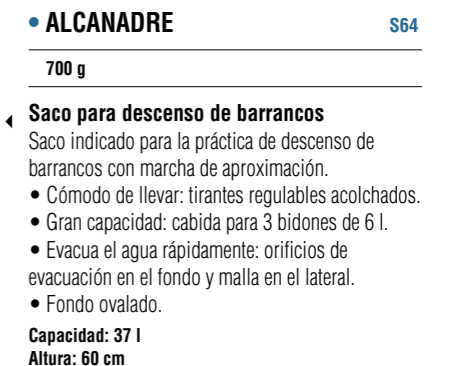 • ALCANADRE S64
700 g
Saco para descenso de barrancos
Saco indicado para la práctica de descenso de
barrancos con marcha de aproximación.
• Cómodo de llevar: tirantes regulables acolchados.
• Gran capacidad: cabida para 3 bidones de 6 l.
• Evacua el agua rápidamente: orificios de
evacuación en el fondo y malla en el lateral.
• Fondo ovalado.
Capacidad: 37 l
Altura: 60 cm